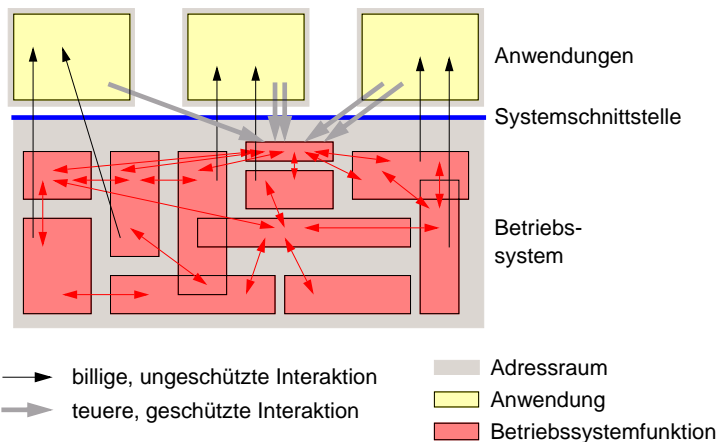 Anwendungen
Systemschnittstelle
Betriebs-
system
billige, ungeschützte Interaktion
teuere, geschützte Interaktion
Adressraum
Anwendung
Betriebssystemfunktion